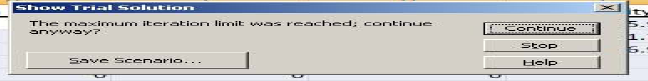 Show Trial Solution
The maximum iteration limit was reached; continue
anyway?
Continue
Stop
Save Scenario...
Help